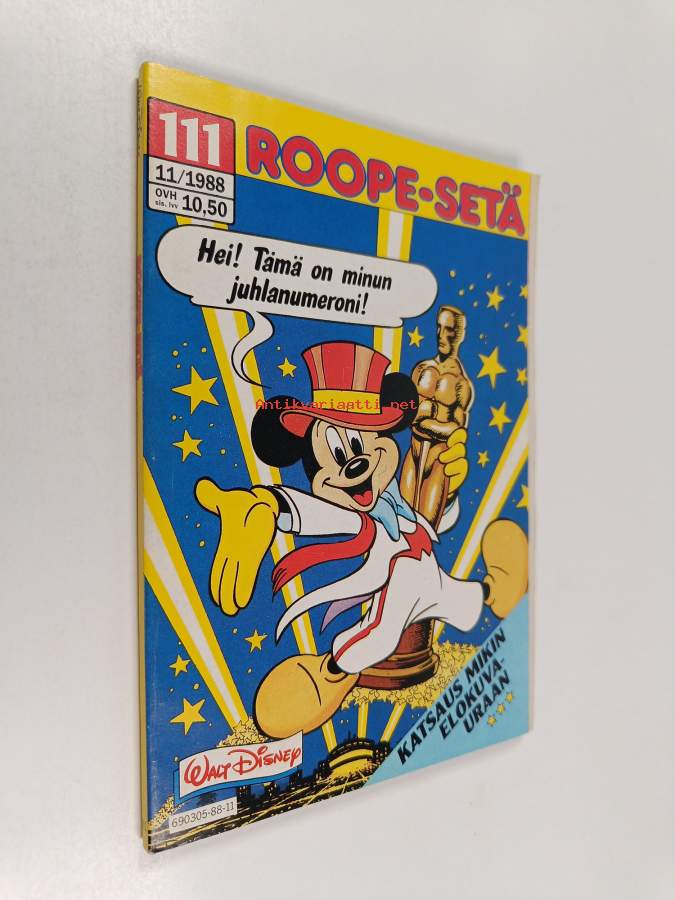 111
ROOPE-SETÄ
11/1988
OVH
sis. lvv 10,50
Hei! Tämä on minun
juhlanumeroni!
Antikvariaatti.net
KATSAUS MIKIN
ELOKUVA-
URAAN
WALT DISNEY
690305-88-11